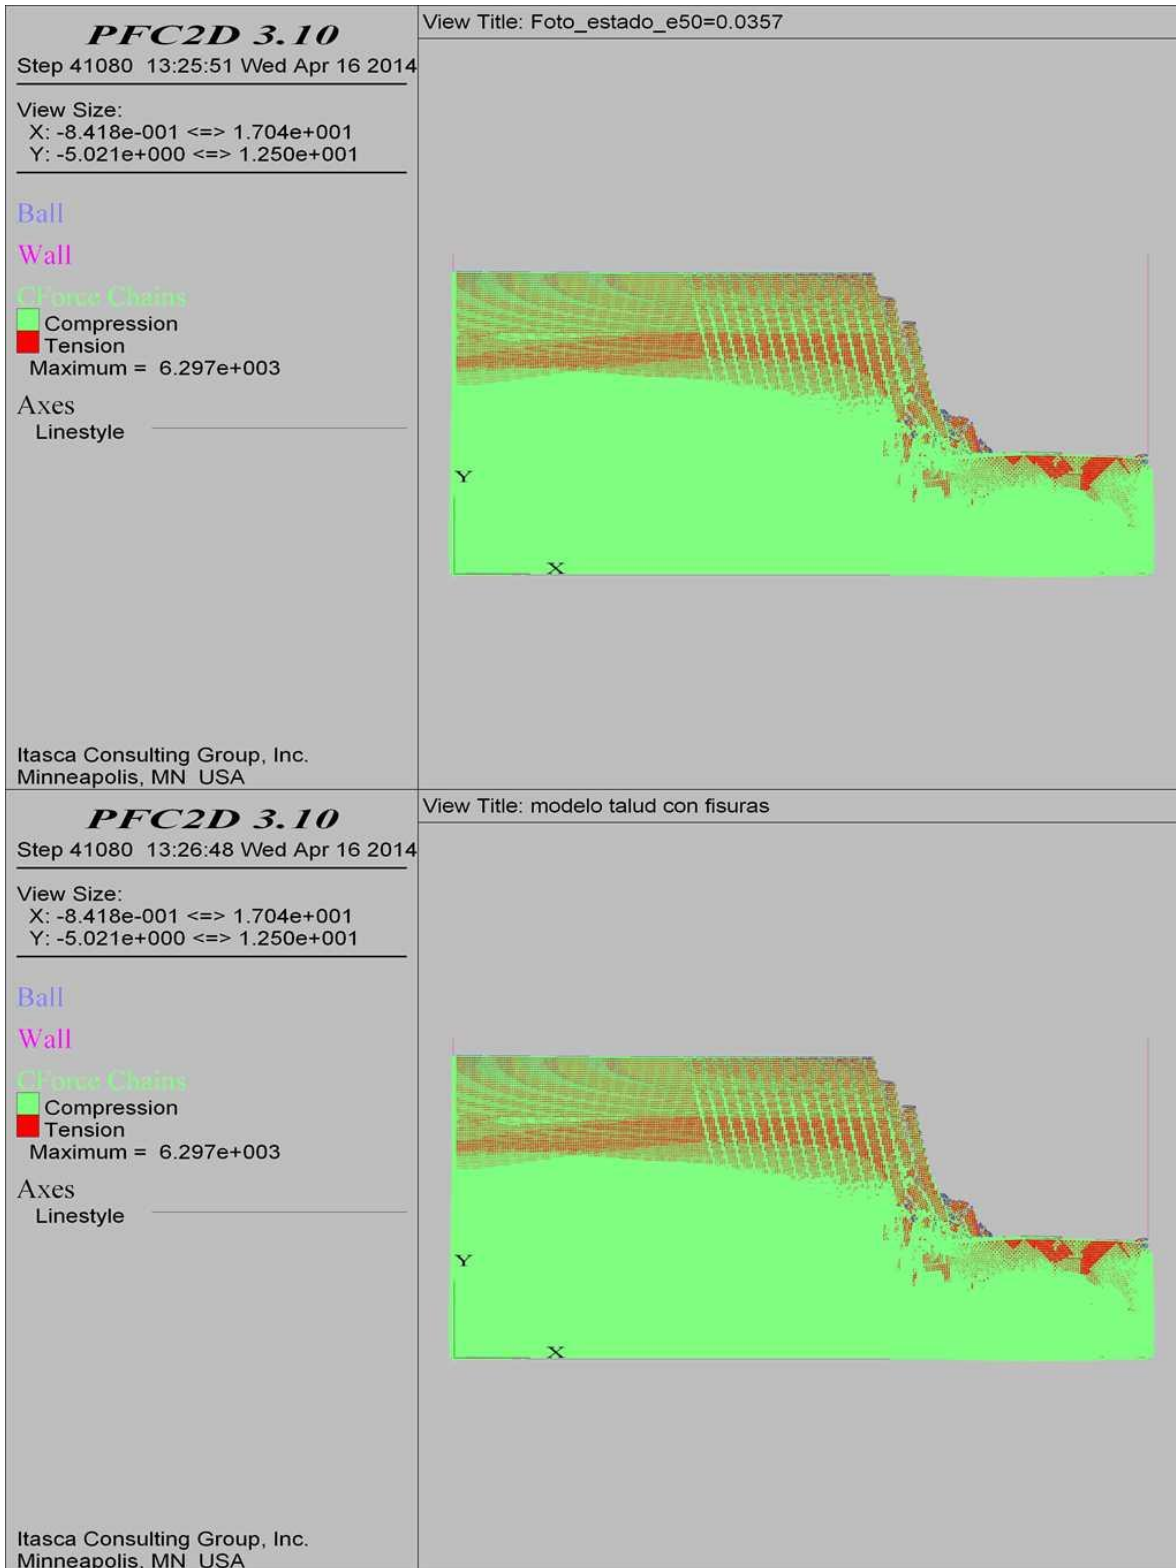 PFC2D 3.10
Step 41080 13:25:51 Wed Apr 16 2014
View Size:
X: -8.418e-001 <=> 1.704e+001
Y: -5.021e+000 <=> 1.250e+001
Ball
Wall
CForce Chains
Compression
Tension
Maximum = 6.297e+003
Axes
Linestyle
Itasca Consulting Group, Inc.
Minneapolis, MN USA
View Title: Foto_estado_e50=0.0357
Y
X
PFC2D 3.10
Step 41080 13:26:48 Wed Apr 16 2014
View Size:
X: -8.418e-001 <=> 1.704e+001
Y: -5.021e+000 <=> 1.250e+001
Ball
Wall
CForce Chains
Compression
Tension
Maximum = 6.297e+003
Axes
Linestyle
Itasca Consulting Group, Inc.
Minneapolis, MN USA
View Title: modelo talud con fisuras
Y
X